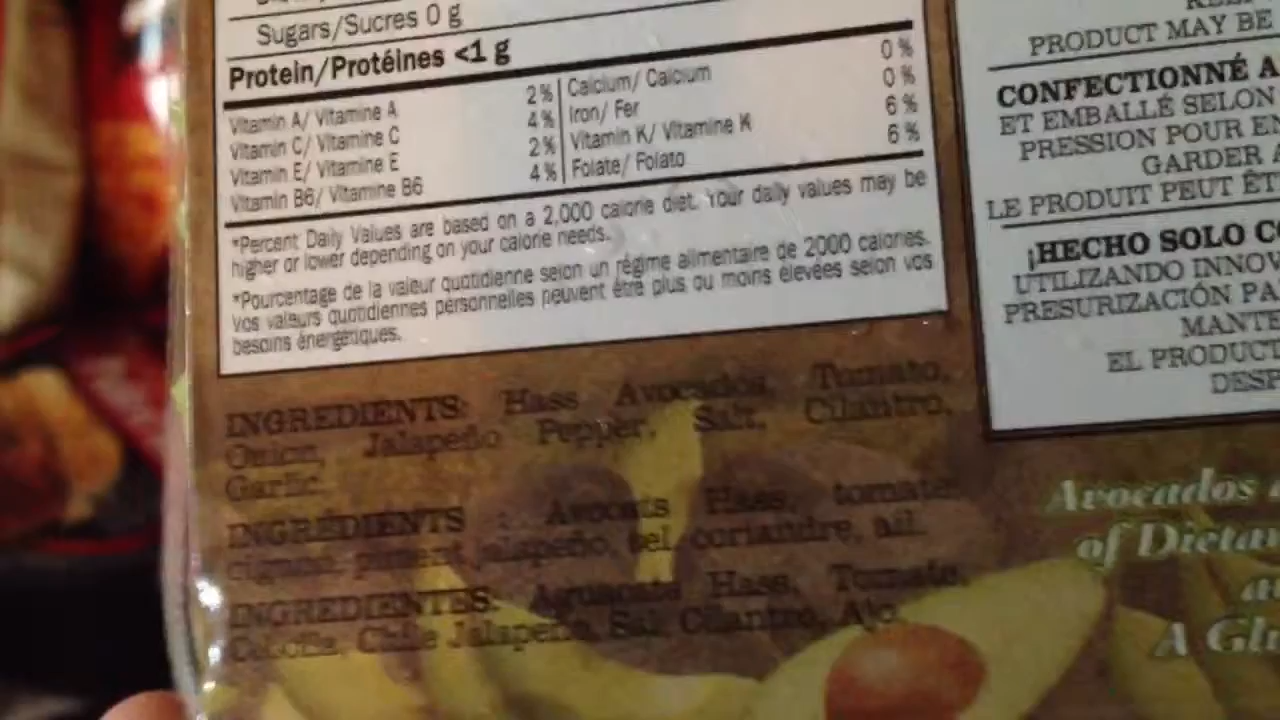 Sugars/Sucres 0 g
Protein/Protéines <1 g
Vitamin A/ Vitamine A 2% Calcium/ Calcium 0%
Vitamin C/ Vitamine C 4% Iron/ Fer 0%
Vitamin E/ Vitamine E 2% Vitamin K/ Vitamine K 6%
Vitamin B6/ Vitamine B6 4% Folate/ Folato 6%
*Percent Daily Values are based on a 2,000 calorie diet. Your daily values may be
higher or lower depending on your calorie needs.
*Pourcentage de la valeur quotidienne selon un régime alimentaire de 2000 calories.
Vos valeurs quotidiennes personnelles peuvent être plus ou moins élevées selon vos
besoins énergétiques.
INGREDIENTS: Hass Avocados, Tomato,
Onion, Jalapeño Pepper, Salt, Cilantro,
Garlic.
INGRÉDIENTS : Avocats Hass, tomate,
oignon, piment jalapeño, sel, coriandre, ail.
INGREDIENTES: Aguacate Hass, Tomate,
Cebolla, Chile Jalapeño, Sal, Cilantro, Ajo.
PRODUCT MAY BE
CONFECTIONNÉ A
ET EMBALLÉ SELON
PRESSION POUR EN
GARDER
LE PRODUIT PEUT ÊT
¡HECHO SOLO CO
UTILIZANDO INNOV
PRESURIZACIÓN PA
MANTE
EL PRODUCT
DESP
Avocados
of Dietar
A Glu